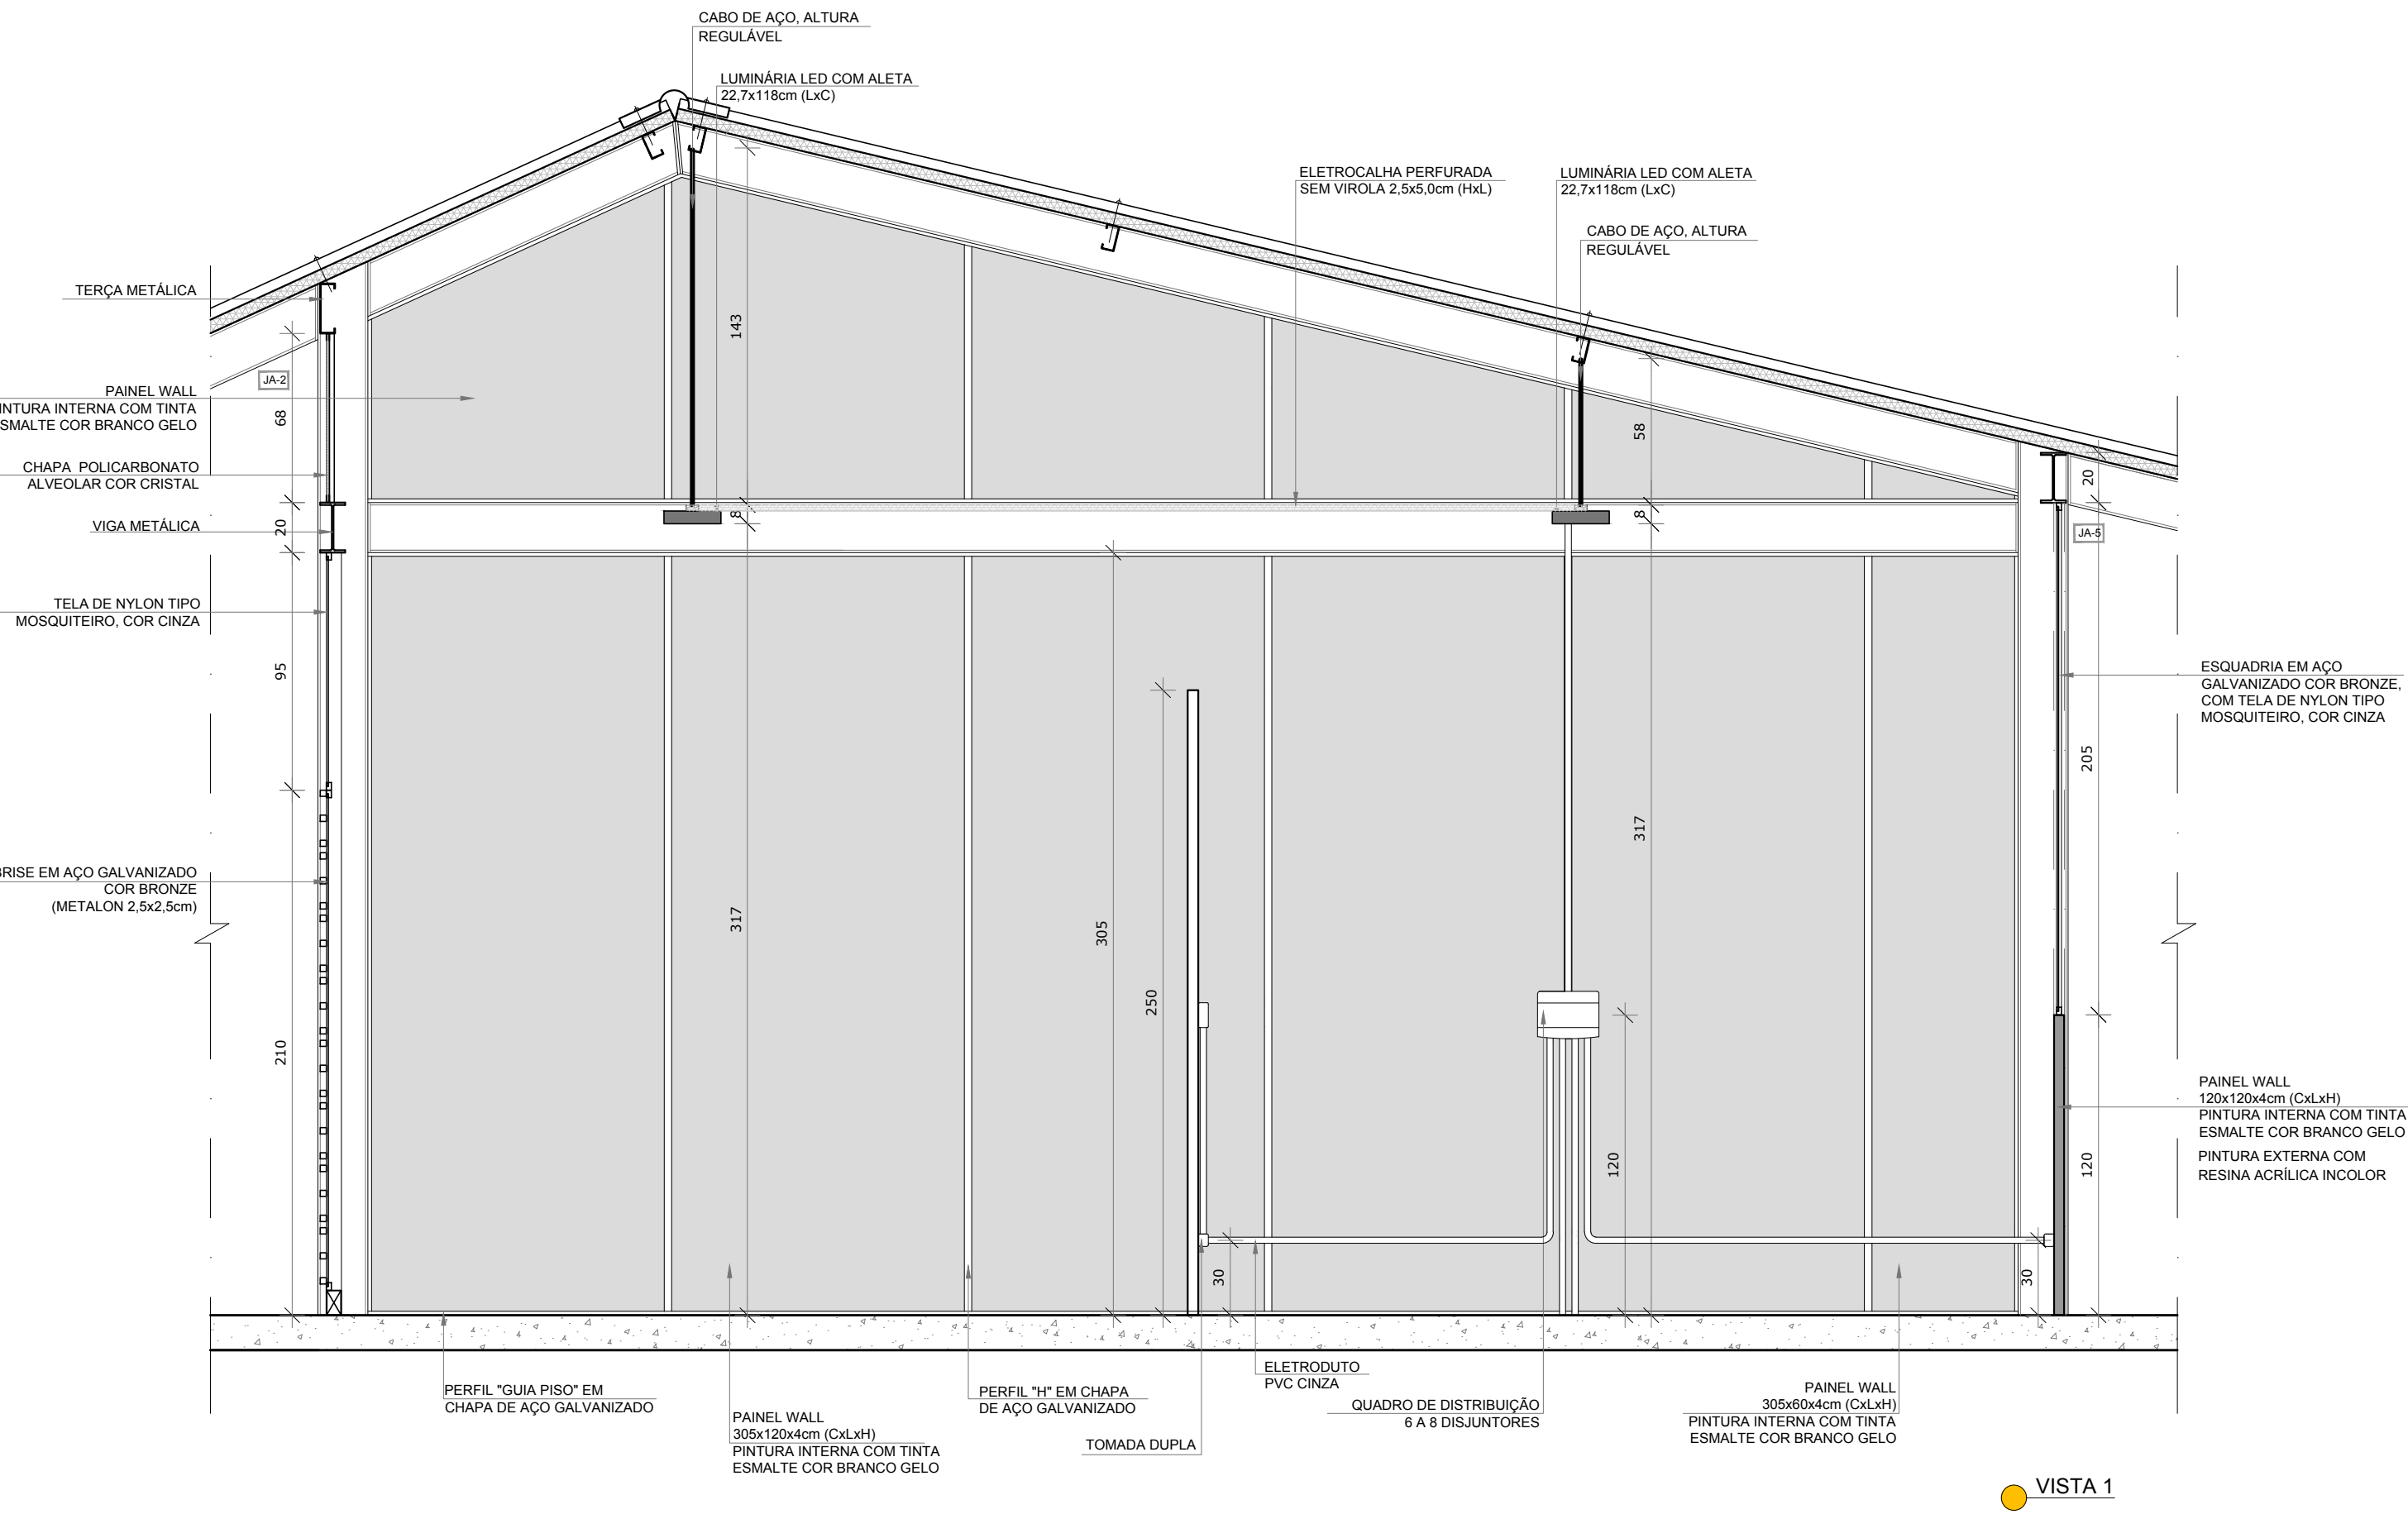 CABO DE AÇO, ALTURA
REGULÁVEL
LUMINÁRIA LED COM ALETA
22,7x118cm (LxC)
ELETROCALHA PERFURADA
SEM VIROLA 2,5x5,0cm (HxL)
LUMINÁRIA LED COM ALETA
22,7x118cm (LxC)
CABO DE AÇO, ALTURA
REGULÁVEL
TERÇA METÁLICA
JA-2
PAINEL WALL
INTURA INTERNA COM TINTA
SMALTE COR BRANCO GELO
CHAPA POLICARBONATO
ALVEOLAR COR CRISTAL
VIGA METÁLICA
TELA DE NYLON TIPO
MOSQUITEIRO, COR CINZA
BRISE EM AÇO GALVANIZADO
COR BRONZE
(METALON 2,5x2,5cm)
68
20
95
210
143
8
317
305
250
30
58
8
317
120
30
20
JA-5
205
120
ESQUADRIA EM AÇO
GALVANIZADO COR BRONZE,
COM TELA DE NYLON TIPO
MOSQUITEIRO, COR CINZA
PAINEL WALL
120x120x4cm (CxLxH)
PINTURA INTERNA COM TINTA
ESMALTE COR BRANCO GELO
PINTURA EXTERNA COM
RESINA ACRÍLICA INCOLOR
PERFIL "GUIA PISO" EM
CHAPA DE AÇO GALVANIZADO
PAINEL WALL
305x120x4cm (CxLxH)
PINTURA INTERNA COM TINTA
ESMALTE COR BRANCO GELO
PERFIL "H" EM CHAPA
DE AÇO GALVANIZADO
TOMADA DUPLA
ELETRODUTO
PVC CINZA
QUADRO DE DISTRIBUIÇÃO
6 A 8 DISJUNTORES
PAINEL WALL
305x60x4cm (CxLxH)
PINTURA INTERNA COM TINTA
ESMALTE COR BRANCO GELO
VISTA 1